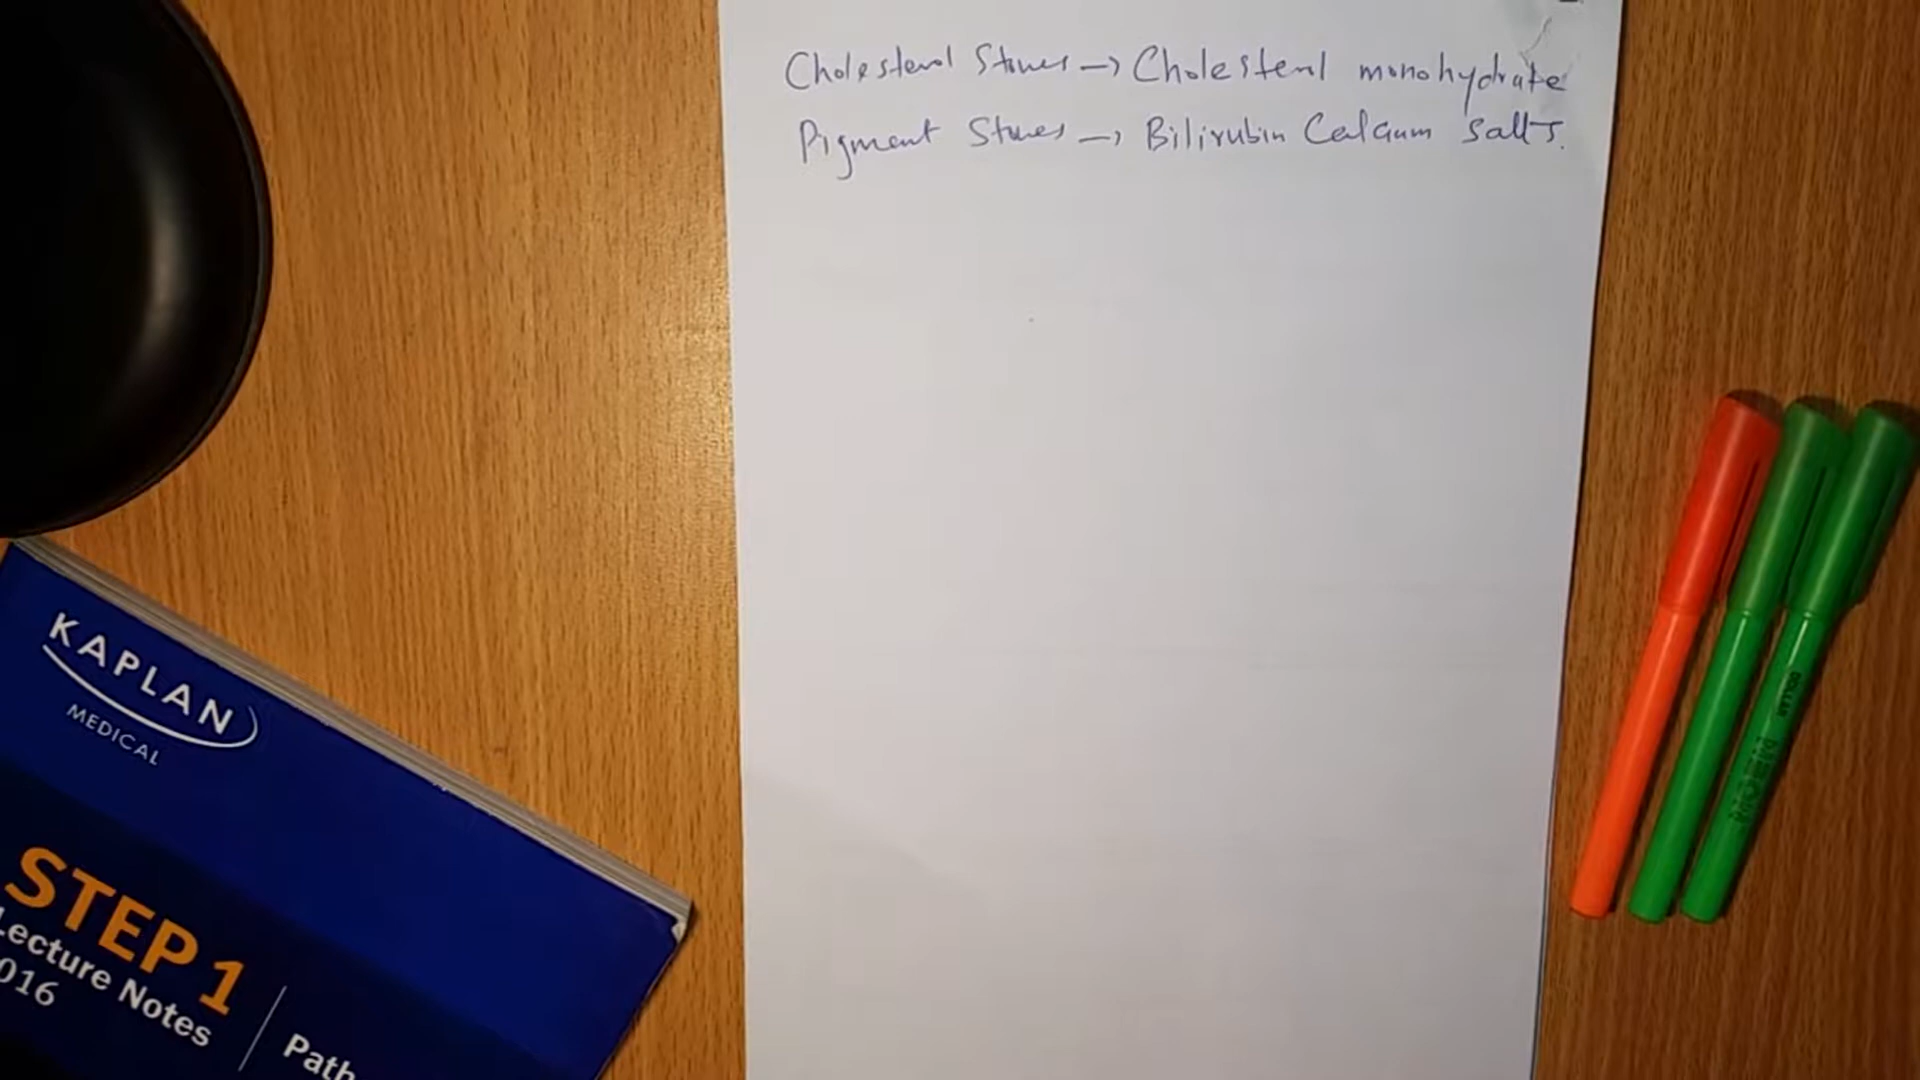 Cholesterol Stones → Cholesterol monohydrate
Pigment Stones → Bilirubin Calcium Salts.
KAPLAN
MEDICAL
STEP 1
Lecture Notes
016
Path